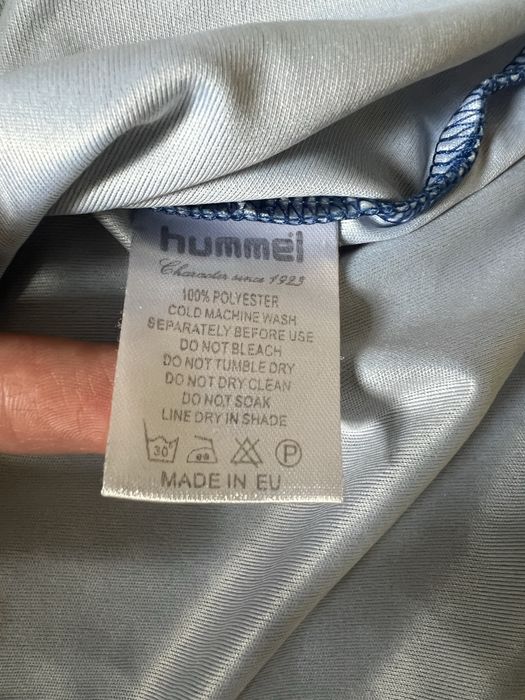 hummel
Character since 1923
100% POLYESTER
COLD MACHINE WASH
SEPARATELY BEFORE USE
DO NOT BLEACH
DO NOT TUMBLE DRY
DO NOT DRY CLEAN
DO NOT SOAK
LINE DRY IN SHADE
30 P
MADE IN EU